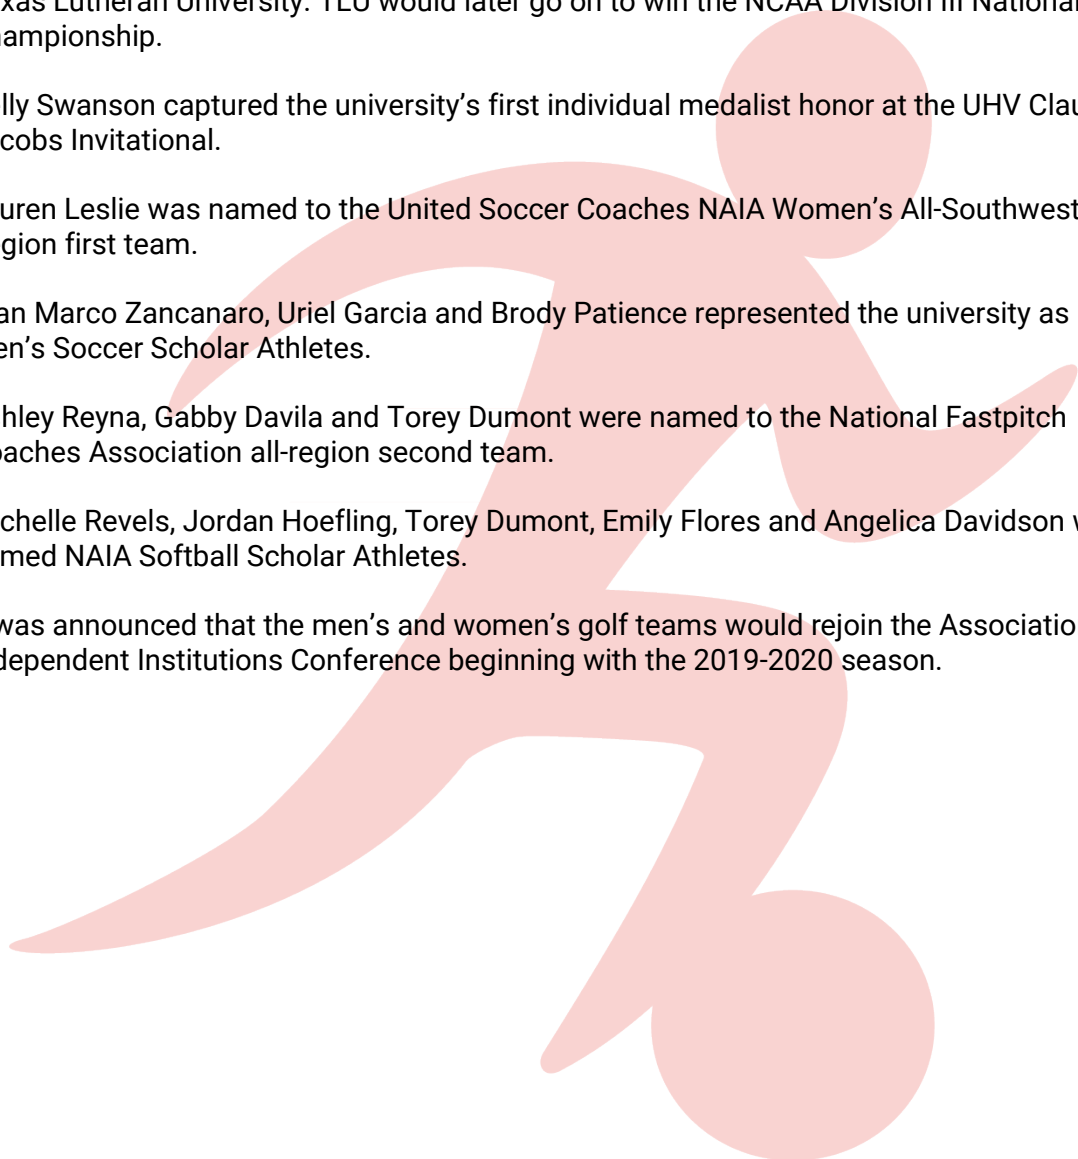 xas Lutheran University. TLU would later go on to win the NCAA Division III National
ampionship.
lly Swanson captured the university’s first individual medalist honor at the UHV Clau
cobs Invitational.
uren Leslie was named to the United Soccer Coaches NAIA Women’s All-Southwest
gion first team.
an Marco Zancanaro, Uriel Garcia and Brody Patience represented the university as
en’s Soccer Scholar Athletes.
hley Reyna, Gabby Davila and Torey Dumont were named to the National Fastpitch
aches Association all-region second team.
chelle Revels, Jordan Hoefling, Torey Dumont, Emily Flores and Angelica Davidson w
med NAIA Softball Scholar Athletes.
was announced that the men’s and women’s golf teams would rejoin the Associatio
dependent Institutions Conference beginning with the 2019-2020 season.